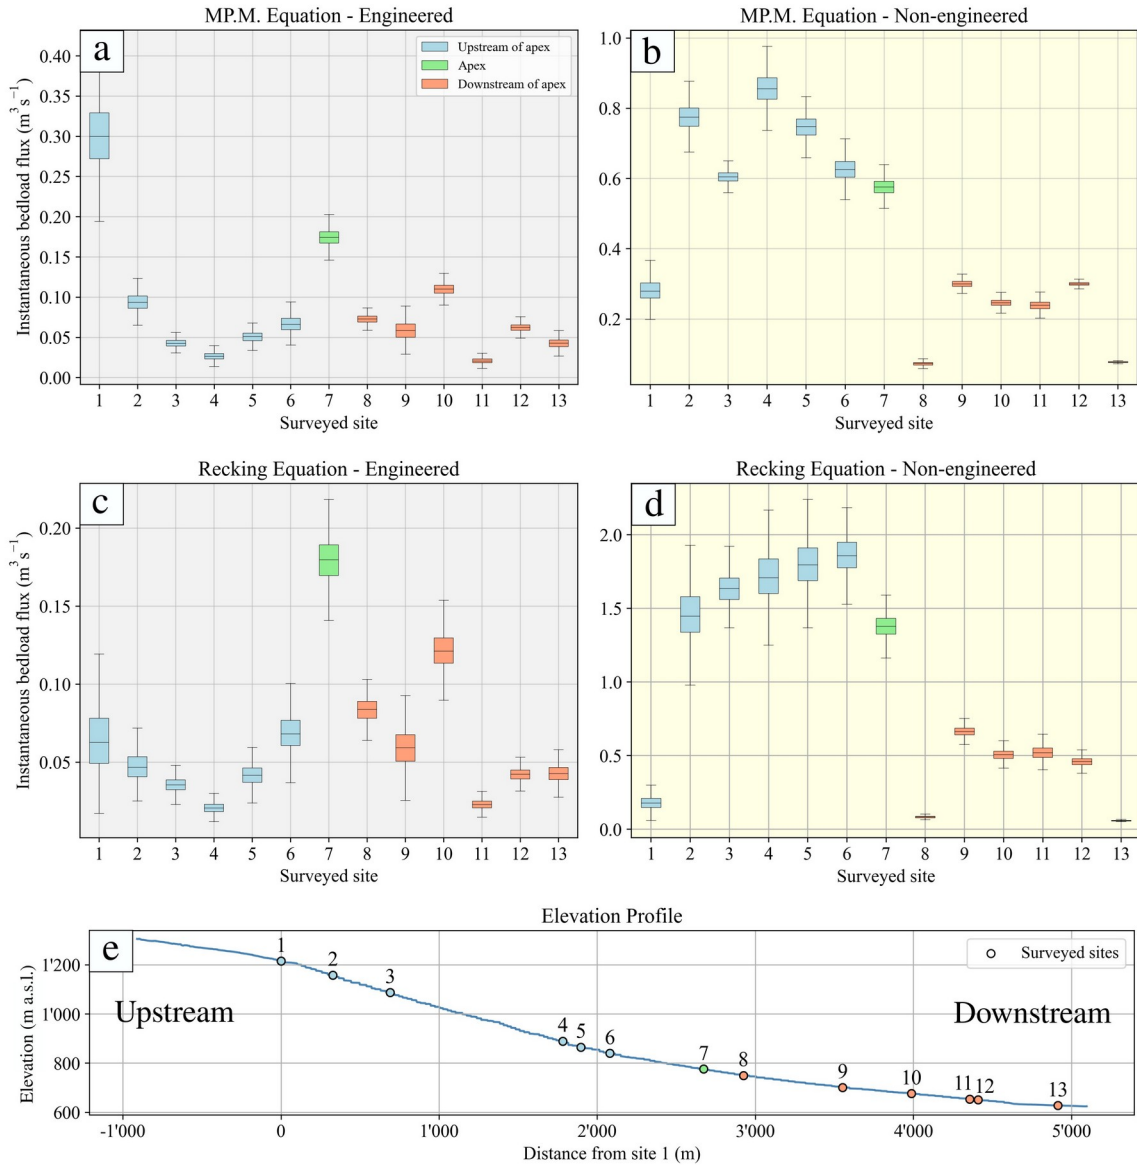 MP.M. Equation - Engineered
a
Upstream of apex
Apex
Downstream of apex
Instantaneous bedload flux (m³ s⁻¹)
0.40
0.35
0.30
0.25
0.20
0.15
0.10
0.05
0.00
1 2 3 4 5 6 7 8 9 10 11 12 13
Surveyed site
MP.M. Equation - Non-engineered
b
1.0
0.8
0.6
0.4
0.2
1 2 3 4 5 6 7 8 9 10 11 12 13
Surveyed site
Recking Equation - Engineered
c
Instantaneous bedload flux (m³ s⁻¹)
0.20
0.15
0.10
0.05
1 2 3 4 5 6 7 8 9 10 11 12 13
Surveyed site
Recking Equation - Non-engineered
d
2.0
1.5
1.0
0.5
0.0
1 2 3 4 5 6 7 8 9 10 11 12 13
Surveyed site
Elevation Profile
e
Surveyed sites
Upstream
Downstream
1 2 3 4 5 6 7 8 9 10 11 12 13
Elevation (m a.s.l.)
1200
1000
800
600
-1'000 0 1'000 2'000 3'000 4'000 5'000
Distance from site 1 (m)